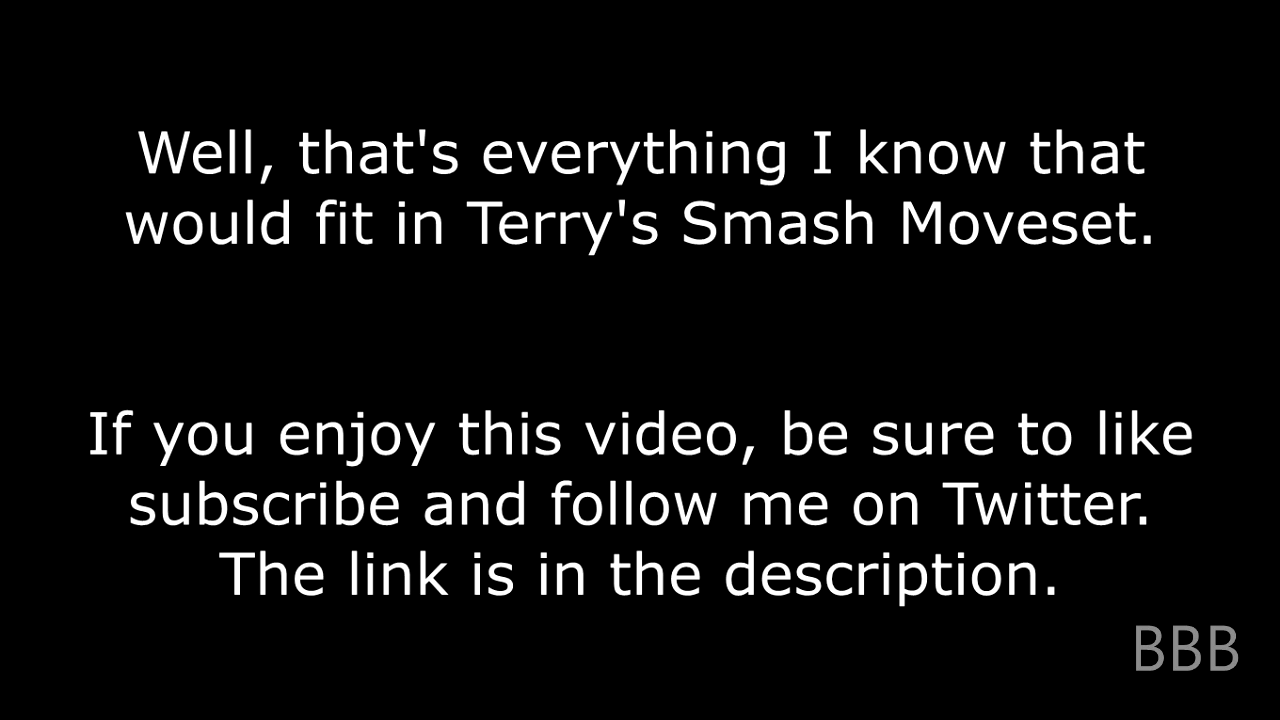 Well, that's everything I know that
would fit in Terry's Smash Moveset.
If you enjoy this video, be sure to like
subscribe and follow me on Twitter.
The link is in the description.
BBB